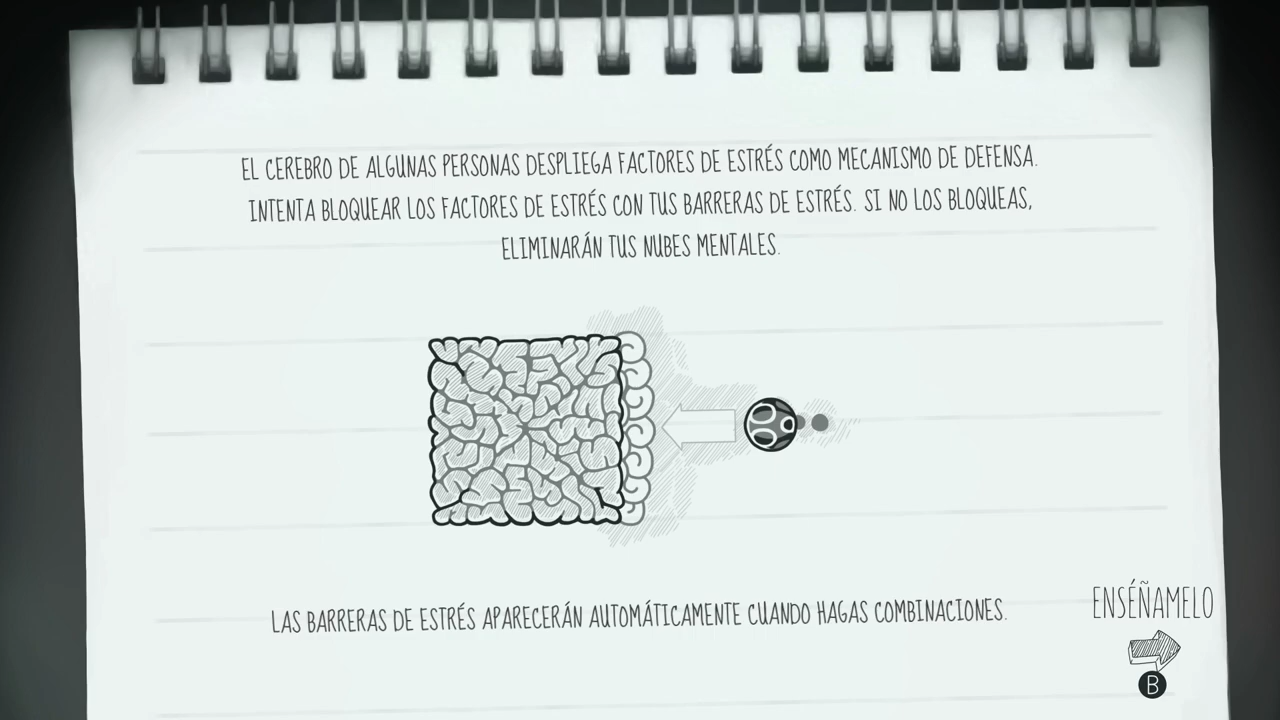 EL CEREBRO DE ALGUNAS PERSONAS DESPLIEGA FACTORES DE ESTRÉS COMO MECANISMO DE DEFENSA.
INTENTA BLOQUEAR LOS FACTORES DE ESTRÉS CON TUS BARRERAS DE ESTRÉS. SI NO LOS BLOQUEAS,
ELIMINARÁN TUS NUBES MENTALES.
LAS BARRERAS DE ESTRÉS APARECERÁN AUTOMÁTICAMENTE CUANDO HAGAS COMBINACIONES.
ENSÉÑAMELO
B